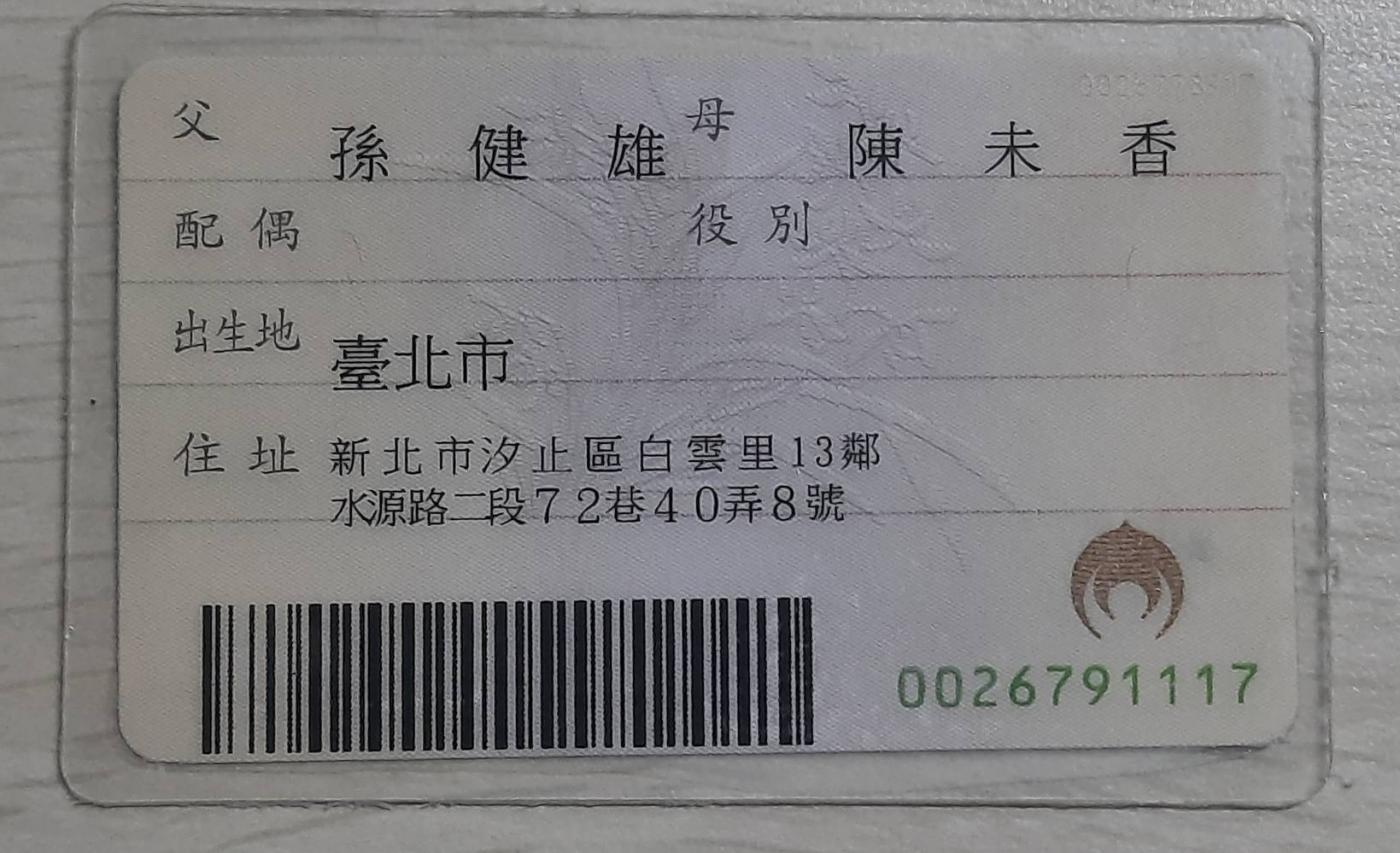 父 孫健雄 母 陳未香
配偶 役別
出生地 臺北市
住址 新北市汐止區白雲里13鄰
水源路二段72巷40弄8號
0026791117